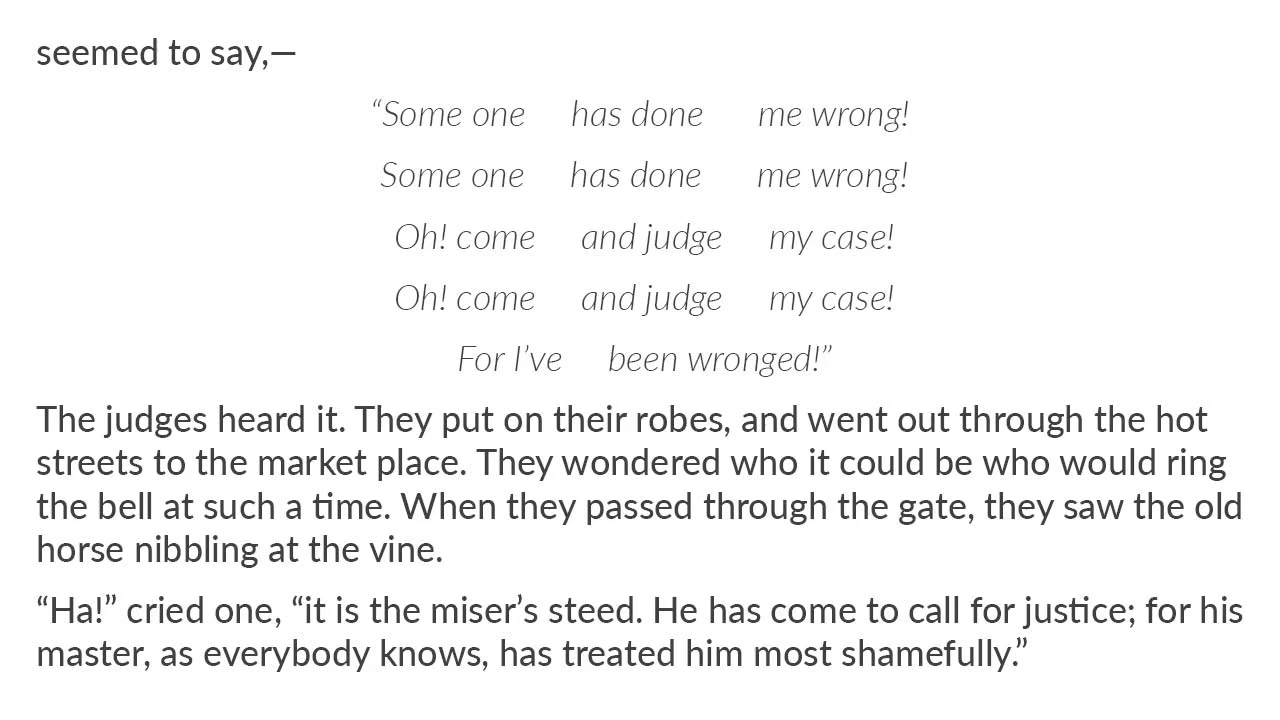 seemed to say,—
“Some one has done me wrong!
Some one has done me wrong!
Oh! come and judge my case!
Oh! come and judge my case!
For I’ve been wronged!”
The judges heard it. They put on their robes, and went out through the hot
streets to the market place. They wondered who it could be who would ring
the bell at such a time. When they passed through the gate, they saw the old
horse nibbling at the vine.
“Ha!” cried one, “it is the miser’s steed. He has come to call for justice; for his
master, as everybody knows, has treated him most shamefully.”